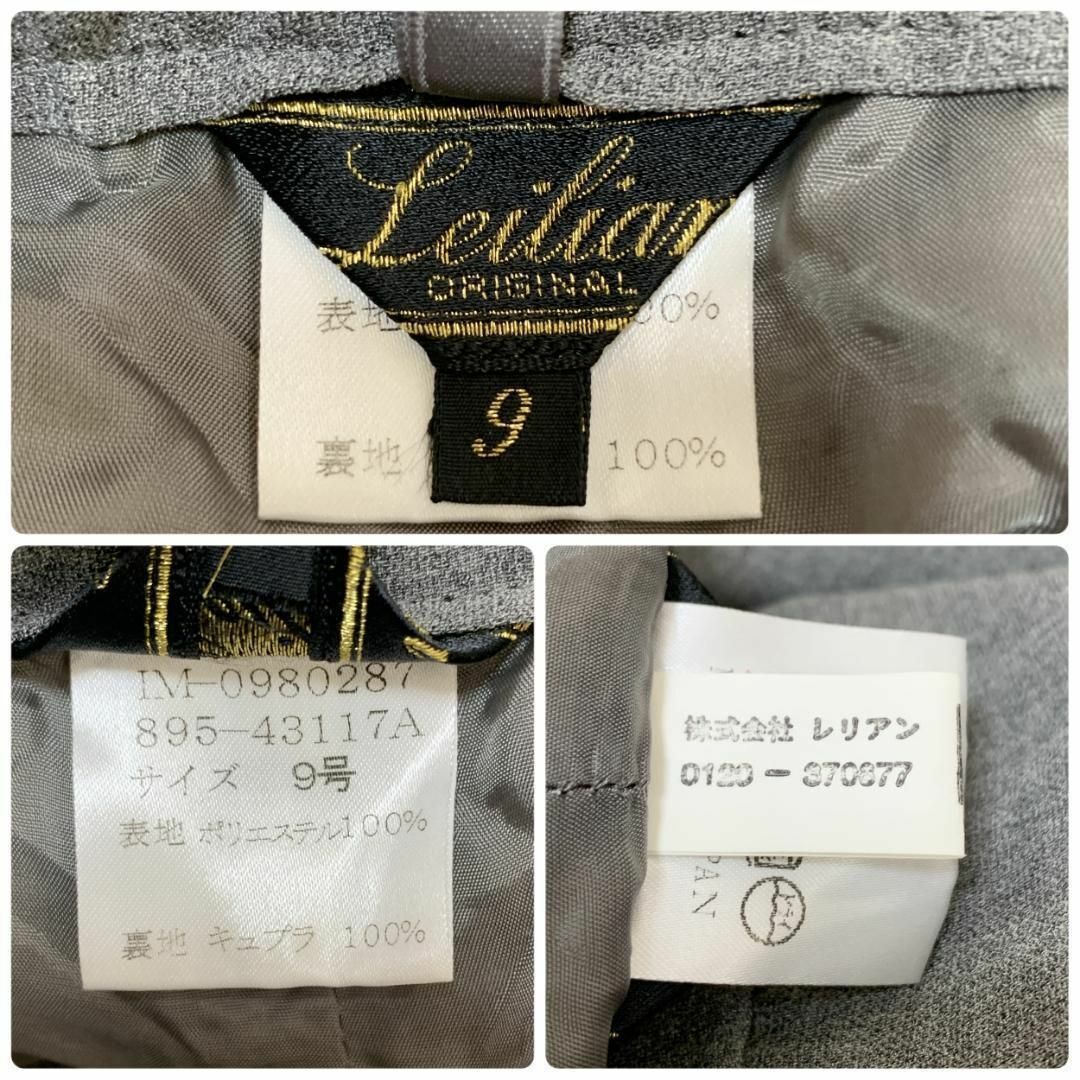 Leilian
ORIGINAL
表地 00%
9
裏地 100%
IM-0980287
895-43117A
サイズ 9号
表地 ポリエステル100%
裏地 キュプラ 100%
株式会社 レリアン
0120-370877
PAN